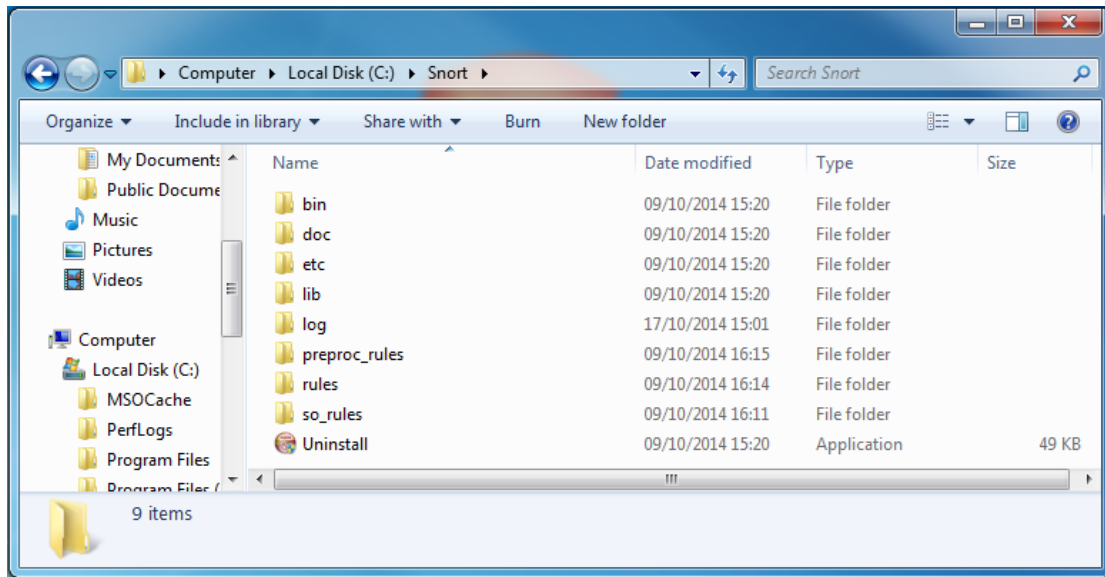 Computer Local Disk (C:) Snort Search Snort
Organize Include in library Share with Burn New folder
My Documents
Public Docume
Music
Pictures
Videos
Computer
Local Disk (C:)
MSOCache
PerfLogs
Program Files
Program Files (
Name Date modified Type Size
bin 09/10/2014 15:20 File folder
doc 09/10/2014 15:20 File folder
etc 09/10/2014 15:20 File folder
lib 09/10/2014 15:20 File folder
log 17/10/2014 15:01 File folder
preproc_rules 09/10/2014 16:15 File folder
rules 09/10/2014 16:14 File folder
so_rules 09/10/2014 16:11 File folder
Uninstall 09/10/2014 15:20 Application 49 KB
9 items